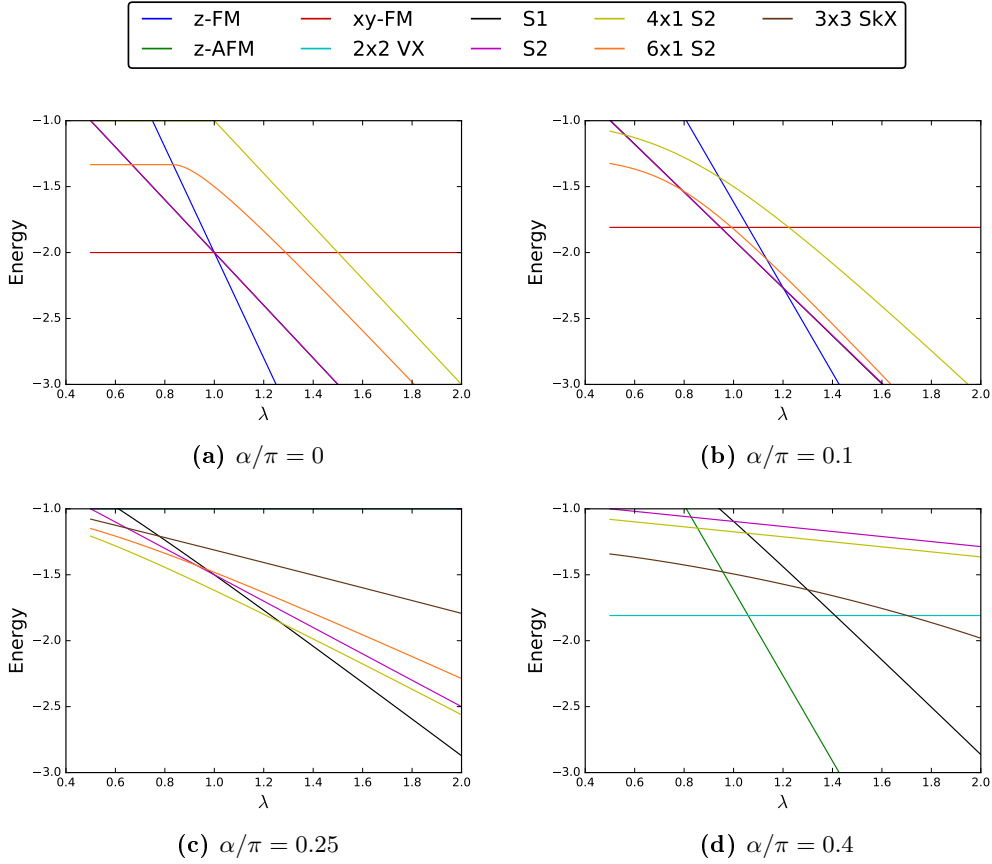 z-FM xy-FM S1 4x1 S2 3x3 SkX
z-AFM 2x2 VX S2 6x1 S2
−1.0 −1.0
−1.5 −1.5
−2.0 −2.0
−2.5 −2.5
−3.0 −3.0
Energy Energy
0.4 0.6 0.8 1.0 1.2 1.4 1.6 1.8 2.0 0.4 0.6 0.8 1.0 1.2 1.4 1.6 1.8 2.0
λ λ
(a) α/π = 0 (b) α/π = 0.1
−1.0 −1.0
−1.5 −1.5
−2.0 −2.0
−2.5 −2.5
−3.0 −3.0
Energy Energy
0.4 0.6 0.8 1.0 1.2 1.4 1.6 1.8 2.0 0.4 0.6 0.8 1.0 1.2 1.4 1.6 1.8 2.0
λ λ
(c) α/π = 0.25 (d) α/π = 0.4